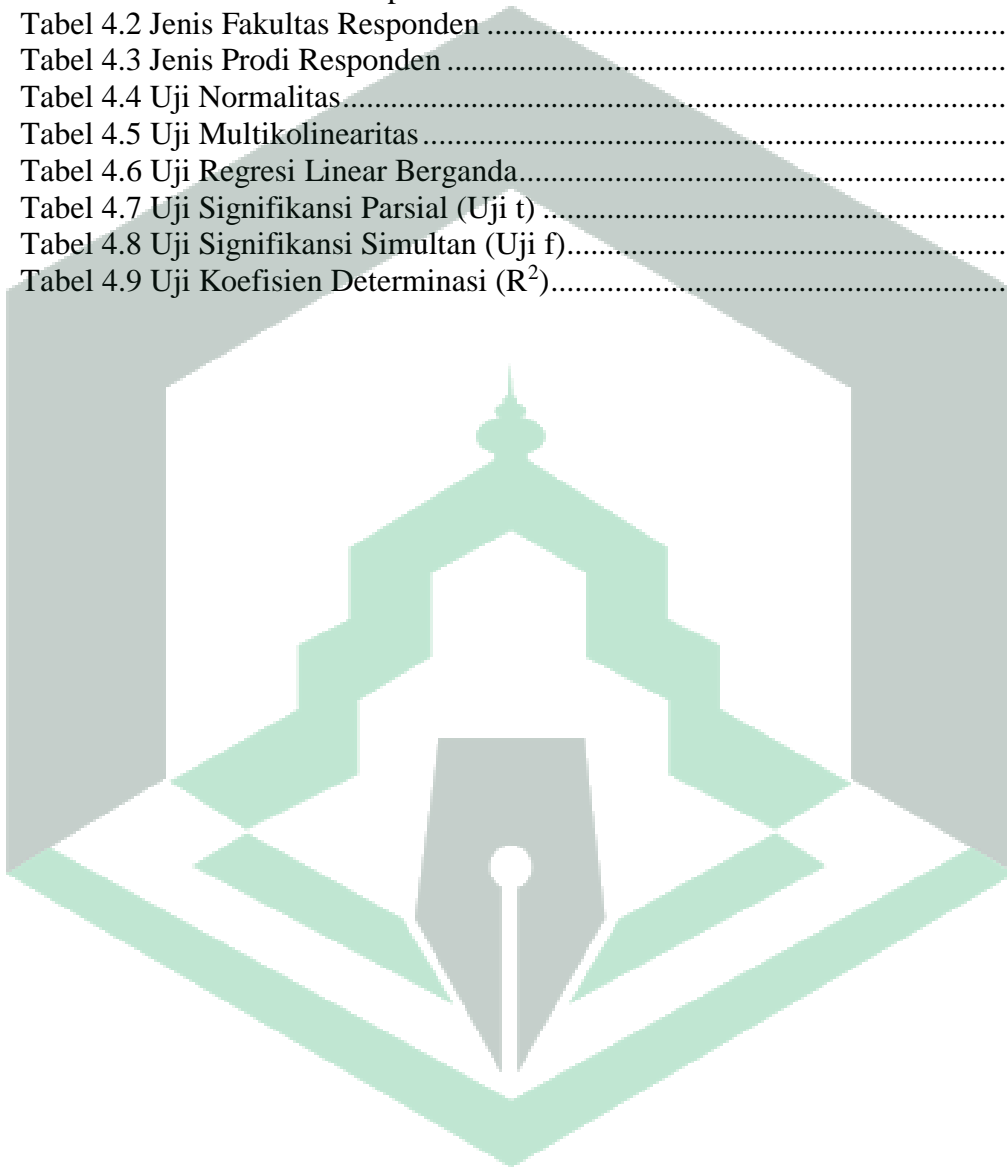 Tabel 4.2 Jenis Fakultas Responden ................................................................
Tabel 4.3 Jenis Prodi Responden .....................................................................
Tabel 4.4 Uji Normalitas..................................................................................
Tabel 4.5 Uji Multikolinearitas........................................................................
Tabel 4.6 Uji Regresi Linear Berganda............................................................
Tabel 4.7 Uji Signifikansi Parsial (Uji t) .........................................................
Tabel 4.8 Uji Signifikansi Simultan (Uji f)......................................................
Tabel 4.9 Uji Koefisien Determinasi (R²)........................................................